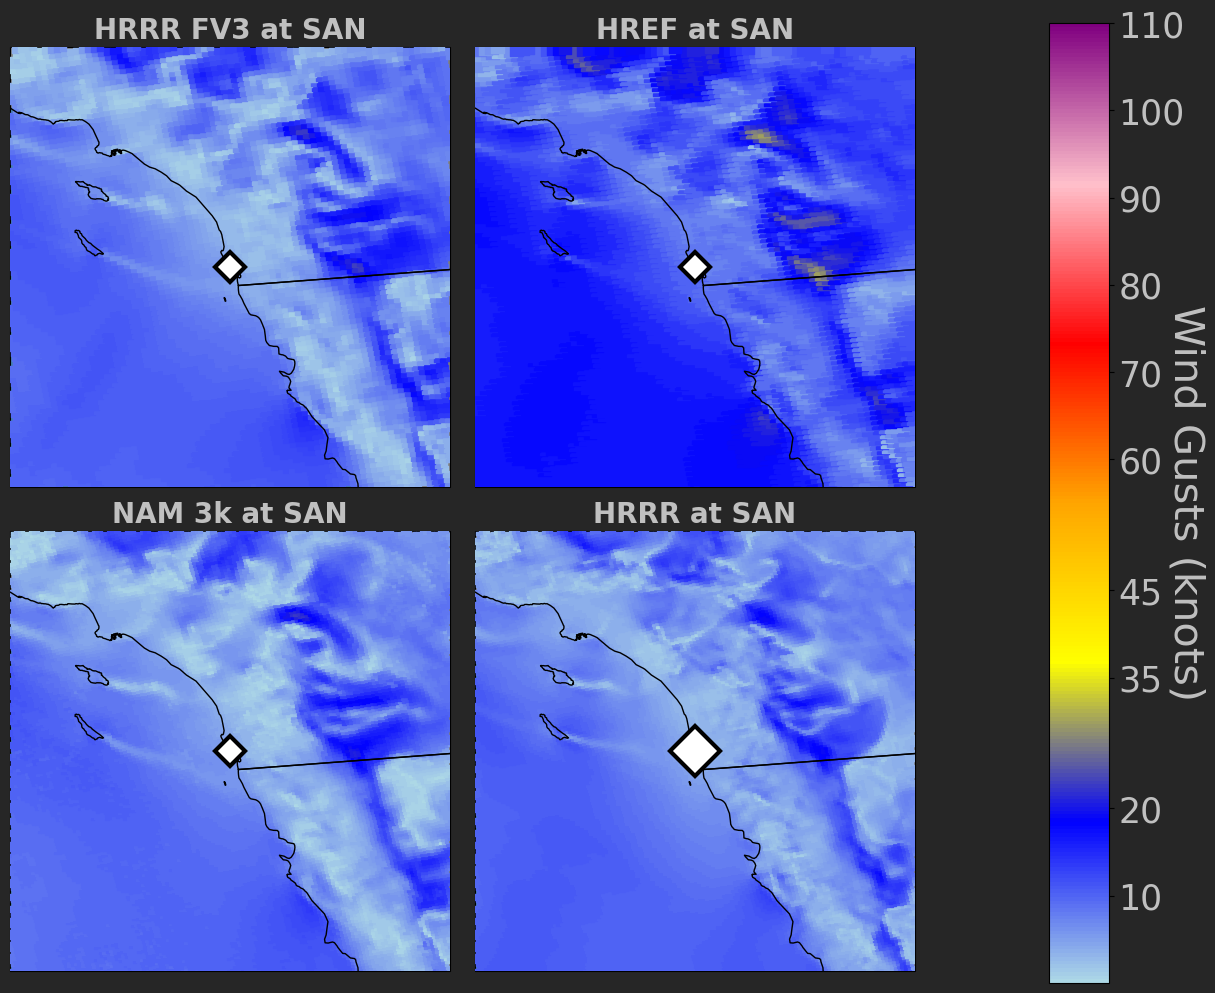 HRRR FV3 at SAN
HREF at SAN
NAM 3k at SAN
HRRR at SAN
110
100
90
80
70
60
45
35
20
10
Wind Gusts (knots)